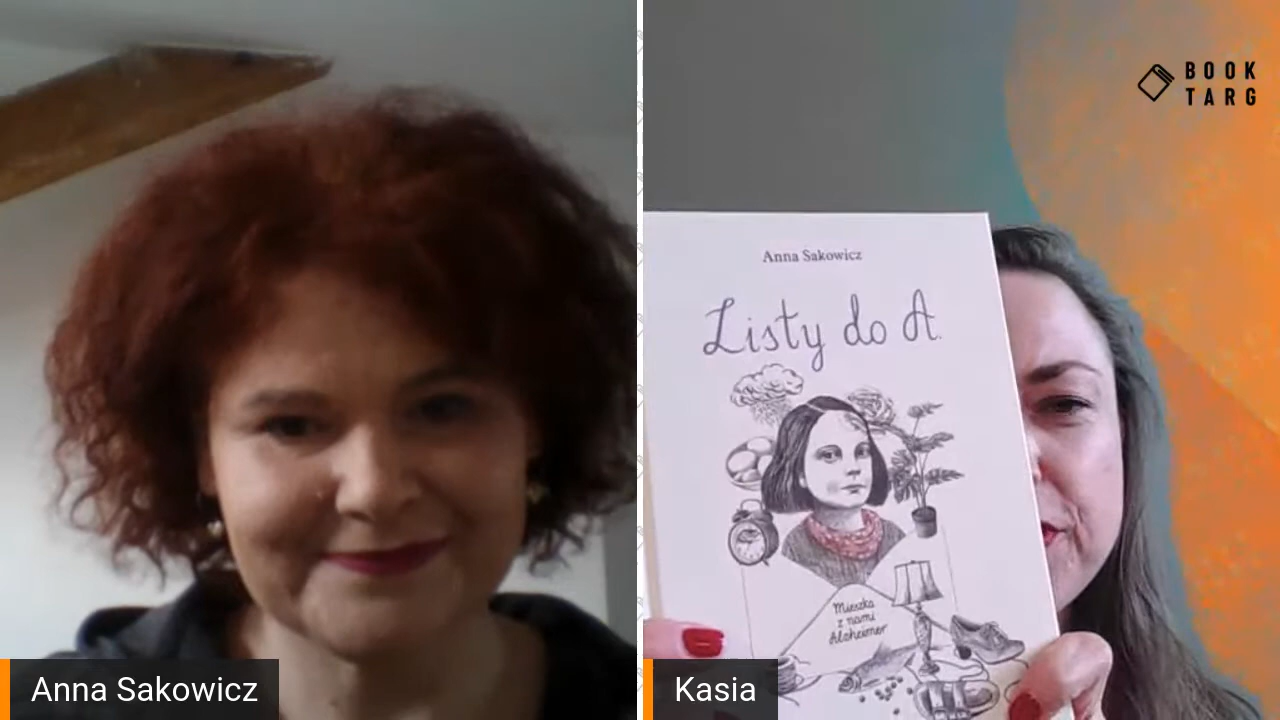 Anna Sakowicz
BOOK
TARG
Anna Sakowicz
Listy do A.
Mieszka
z nami
Alzheimer
Kasia